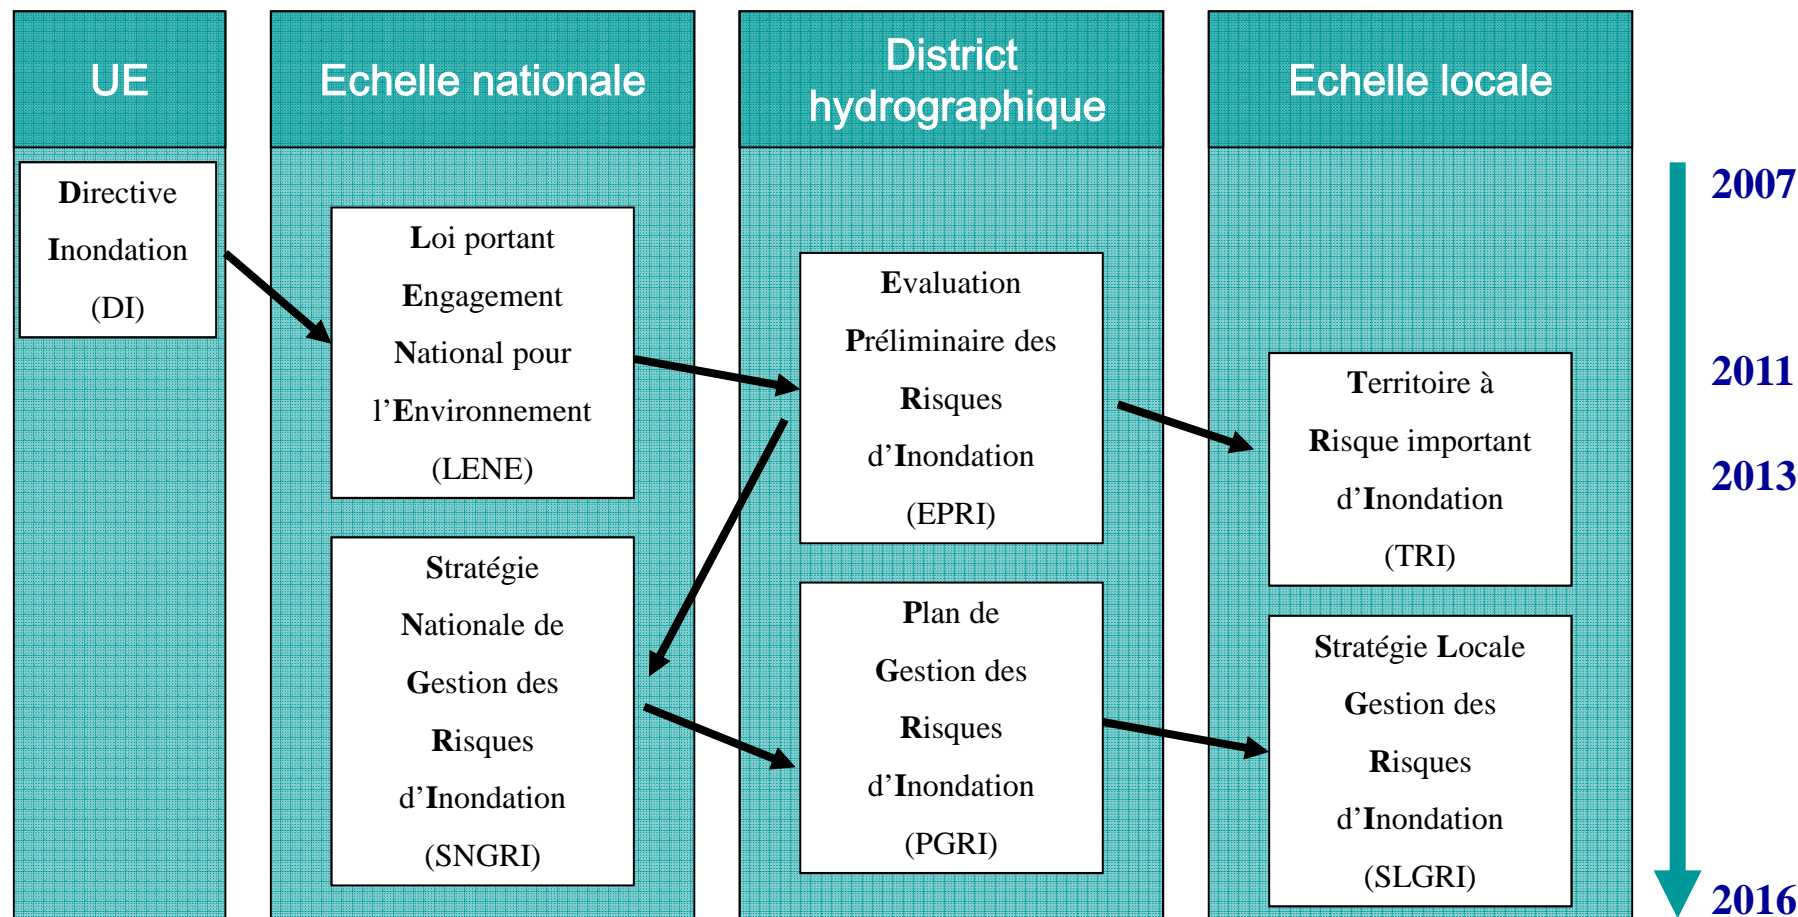 UE
Directive
Inondation
(DI)
Echelle nationale
Loi portant
Engagement
National pour
l’Environnement
(LENE)
Stratégie
Nationale de
Gestion des
Risques
d’Inondation
(SNGRI)
District
hydrographique
Evaluation
Préliminaire des
Risques
d’Inondation
(EPRI)
Plan de
Gestion des
Risques
d’Inondation
(PGRI)
Echelle locale
Territoire à
Risque important
d’Inondation
(TRI)
Stratégie Locale
Gestion des
Risques
d’Inondation
(SLGRI)
2007
2011
2013
2016